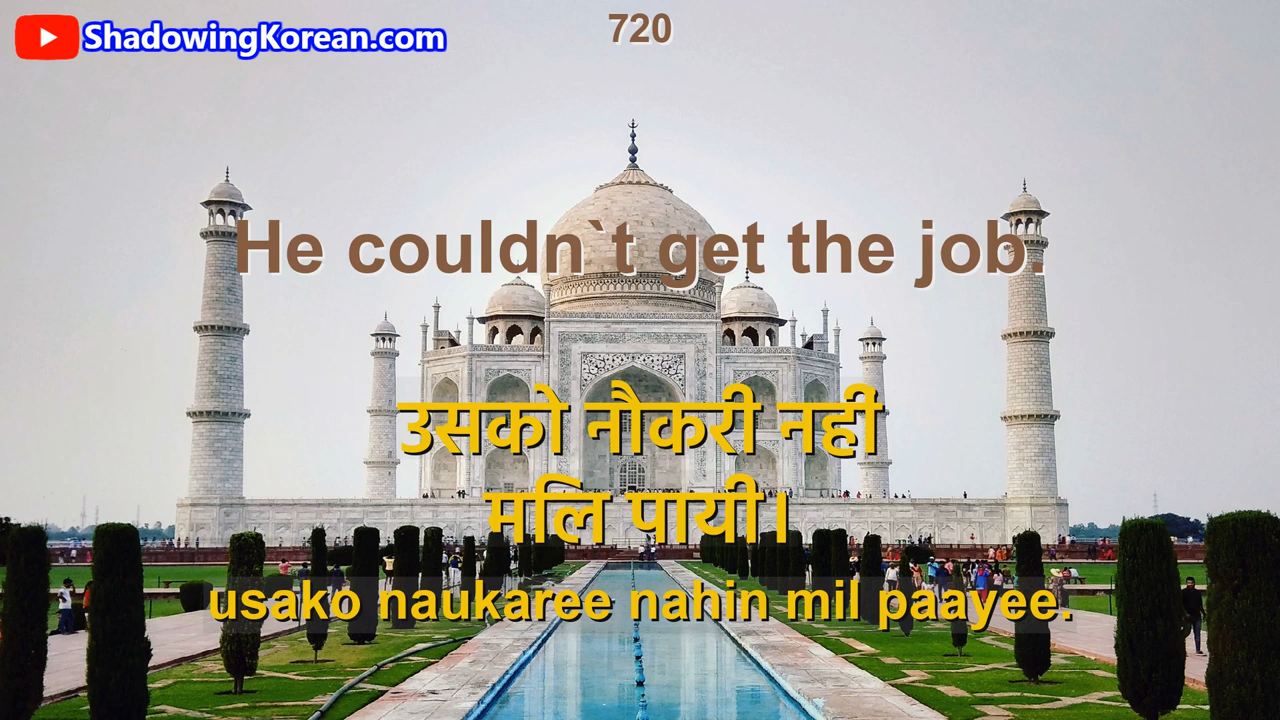 ShadowingKorean.com
720
He couldn`t get the job.
उसको नौकरी नहीं
मलि पायी।
usako naukaree nahin mil paayee.